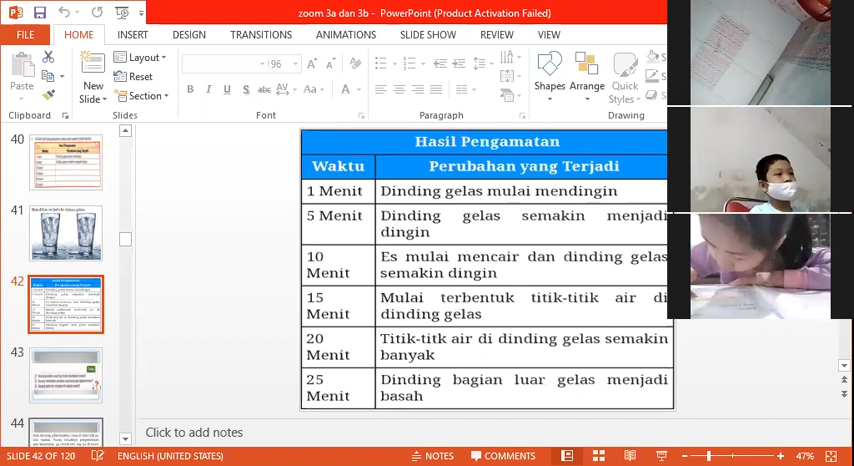 zoom 3a dan 3b - PowerPoint (Product Activation Failed)
FILE HOME INSERT DESIGN TRANSITIONS ANIMATIONS SLIDE SHOW REVIEW VIEW
Paste
New
Slide
Layout
Reset
Section
96
B I U S abc AV Aa A
Shapes Arrange Quick
Styles
Clipboard Slides Font Paragraph Drawing
40
41
42
43
44
Hasil Pengamatan
Waktu Perubahan yang Terjadi
1 Menit Dinding gelas mulai mendingin
5 Menit Dinding gelas semakin menjadi
dingin
10 Es mulai mencair dan dinding gelas
Menit semakin dingin
15 Mulai terbentuk titik-titik air di
Menit dinding gelas
20 Titik-titk air di dinding gelas semakin
Menit banyak
25 Dinding bagian luar gelas menjadi
Menit basah
Click to add notes
SLIDE 42 OF 120 ENGLISH (UNITED STATES) NOTES COMMENTS 47%